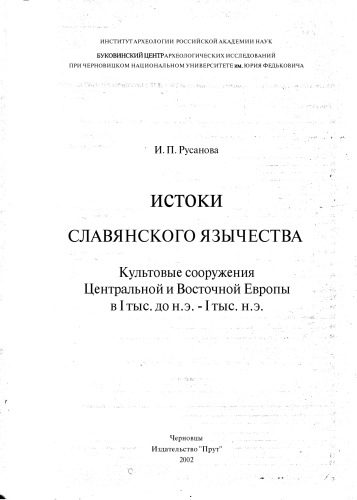 ИНСТИТУТ АРХЕОЛОГИИ РОССИЙСКОЙ АКАДЕМИИ НАУК
БУКОВИНСКИЙ ЦЕНТР АРХЕОЛОГИЧЕСКИХ ИССЛЕДОВАНИЙ
ПРИ ЧЕРНОВИЦКОМ НАЦИОНАЛЬНОМ УНИВЕРСИТЕТЕ им. ЮРИЯ ФЕДЬКОВИЧА
И. П. Русанова
ИСТОКИ
СЛАВЯНСКОГО ЯЗЫЧЕСТВА
Культовые сооружения
Центральной и Восточной Европы
в I тыс. до н.э. - I тыс. н.э.
Черновцы
Издательство "Прут"
2002